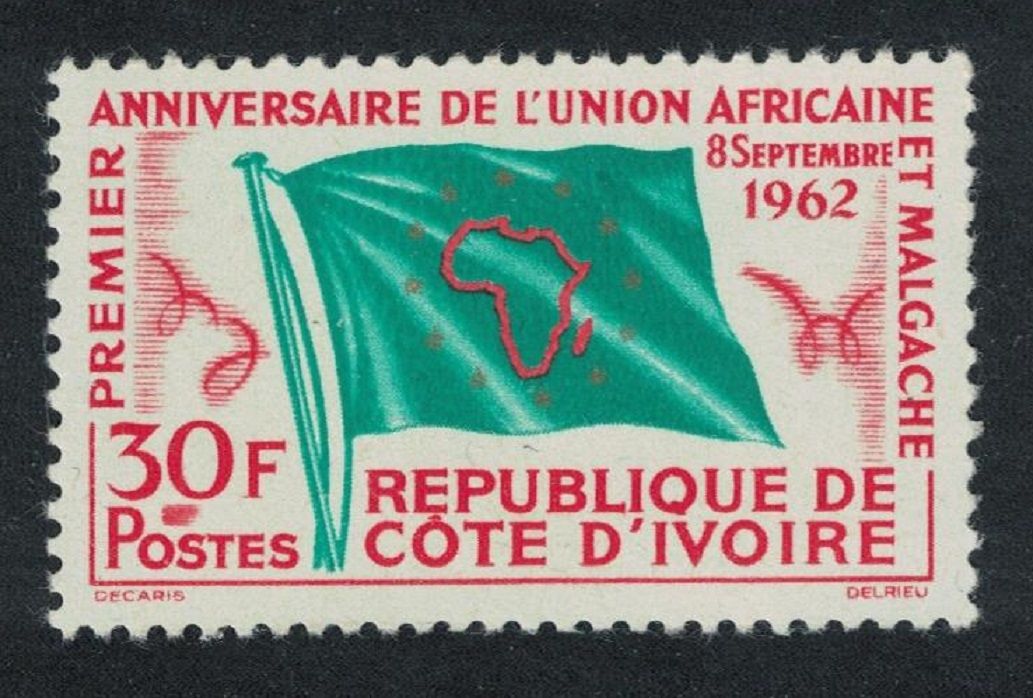 PREMIER
ANNIVERSAIRE DE L'UNION AFRICAINE
ET MALGACHE
8 SEPTEMBRE
1962
30F
POSTES
REPUBLIQUE DE
CÔTE D'IVOIRE
DECARIS
DELRIEU